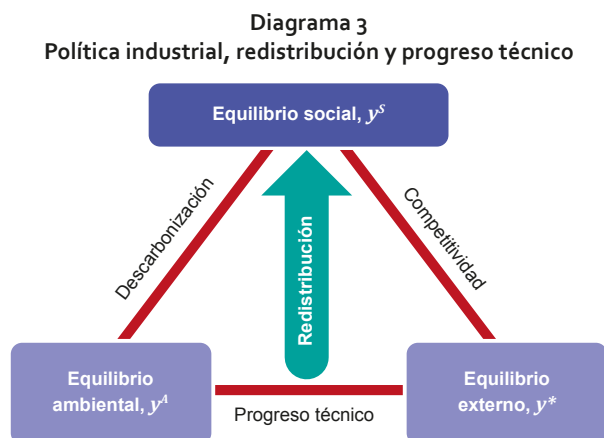 Diagrama 3
Política industrial, redistribución y progreso técnico
Equilibrio social, yˢ
Descarbonización
Redistribución
Competitividad
Equilibrio
ambiental, yᴬ
Progreso técnico
Equilibrio
externo, y*